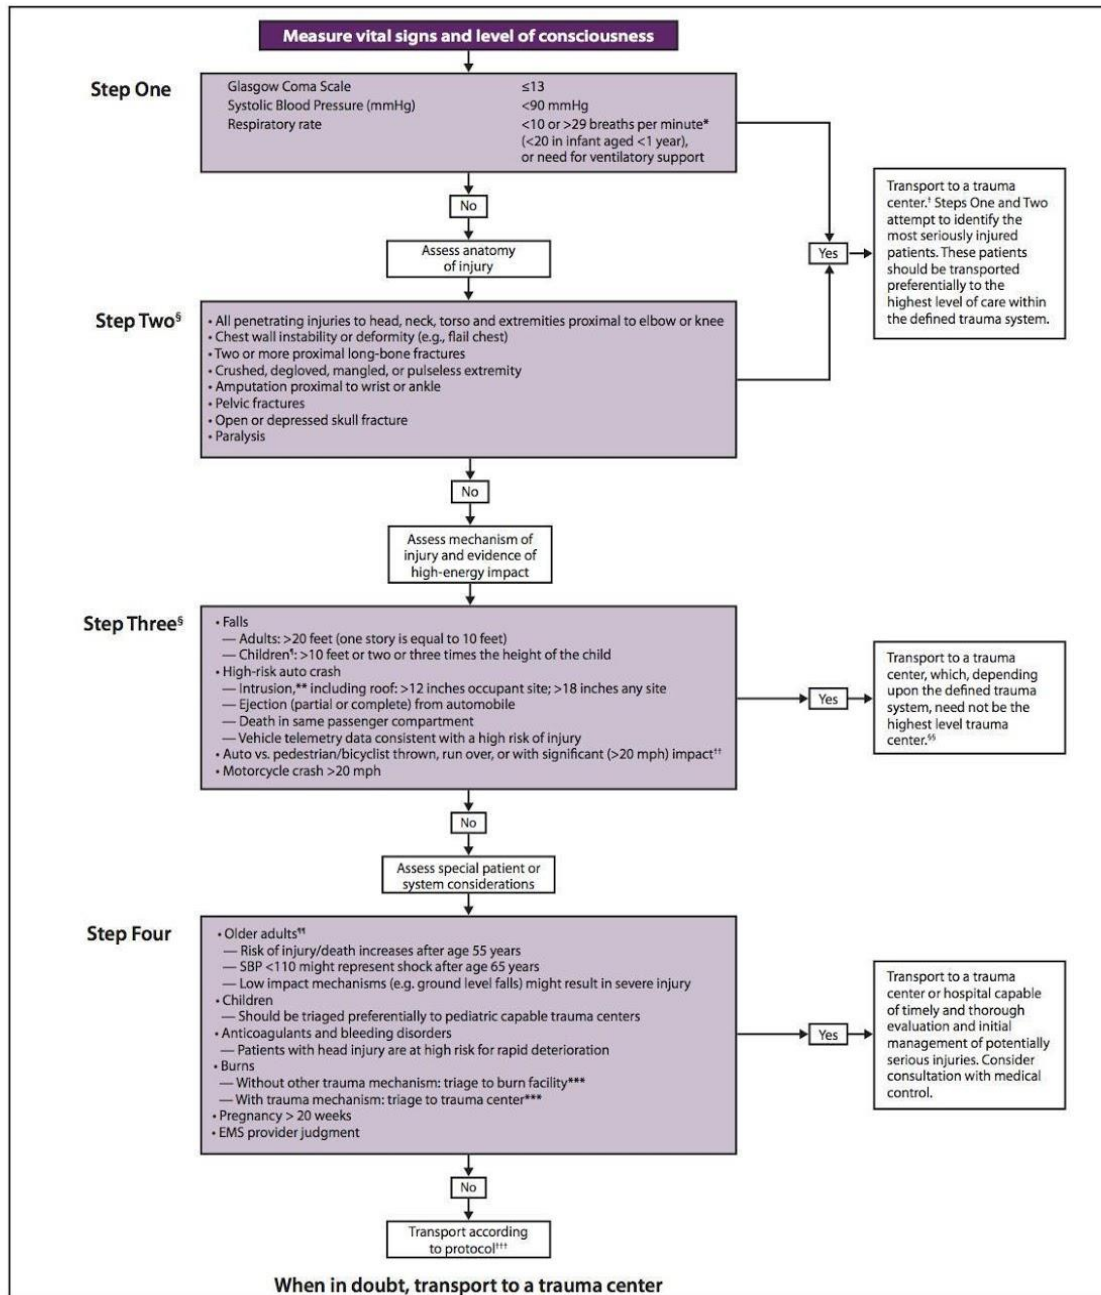 Measure vital signs and level of consciousness
Step One
Glasgow Coma Scale ≤13
Systolic Blood Pressure (mmHg) <90 mmHg
Respiratory rate <10 or >29 breaths per minute*
(<20 in infant aged <1 year),
or need for ventilatory support
Yes
Transport to a trauma
center.† Steps One and Two
attempt to identify the
most seriously injured
patients. These patients
should be transported
preferentially to the
highest level of care within
the defined trauma system.
No
Assess anatomy
of injury
Step Two§
• All penetrating injuries to head, neck, torso and extremities proximal to elbow or knee
• Chest wall instability or deformity (e.g., flail chest)
• Two or more proximal long-bone fractures
• Crushed, degloved, mangled, or pulseless extremity
• Amputation proximal to wrist or ankle
• Pelvic fractures
• Open or depressed skull fracture
• Paralysis
No
Assess mechanism of
injury and evidence of
high-energy impact
Step Three§
• Falls
— Adults: >20 feet (one story is equal to 10 feet)
— Children¶: >10 feet or two or three times the height of the child
• High-risk auto crash
— Intrusion,** including roof: >12 inches occupant site; >18 inches any site
— Ejection (partial or complete) from automobile
— Death in same passenger compartment
— Vehicle telemetry data consistent with a high risk of injury
• Auto vs. pedestrian/bicyclist thrown, run over, or with significant (>20 mph) impact††
• Motorcycle crash >20 mph
Yes
Transport to a trauma
center, which, depending
upon the defined trauma
system, need not be the
highest level trauma
center.§§
No
Assess special patient or
system considerations
Step Four
• Older adults¶¶
— Risk of injury/death increases after age 55 years
— SBP <110 might represent shock after age 65 years
— Low impact mechanisms (e.g. ground level falls) might result in severe injury
• Children
— Should be triaged preferentially to pediatric capable trauma centers
• Anticoagulants and bleeding disorders
— Patients with head injury are at high risk for rapid deterioration
• Burns
— Without other trauma mechanism: triage to burn facility***
— With trauma mechanism: triage to trauma center***
• Pregnancy > 20 weeks
• EMS provider judgment
Yes
Transport to a trauma
center or hospital capable
of timely and thorough
evaluation and initial
management of potentially
serious injuries. Consider
consultation with medical
control.
No
Transport according
to protocol†††
When in doubt, transport to a trauma center